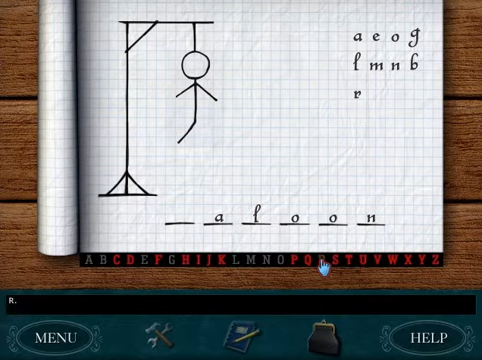 a e o g
l m n b
r
_ a l o o n
A B C D E F G H I J K L M N O P Q R S T U V W X Y Z
R.
MENU
HELP